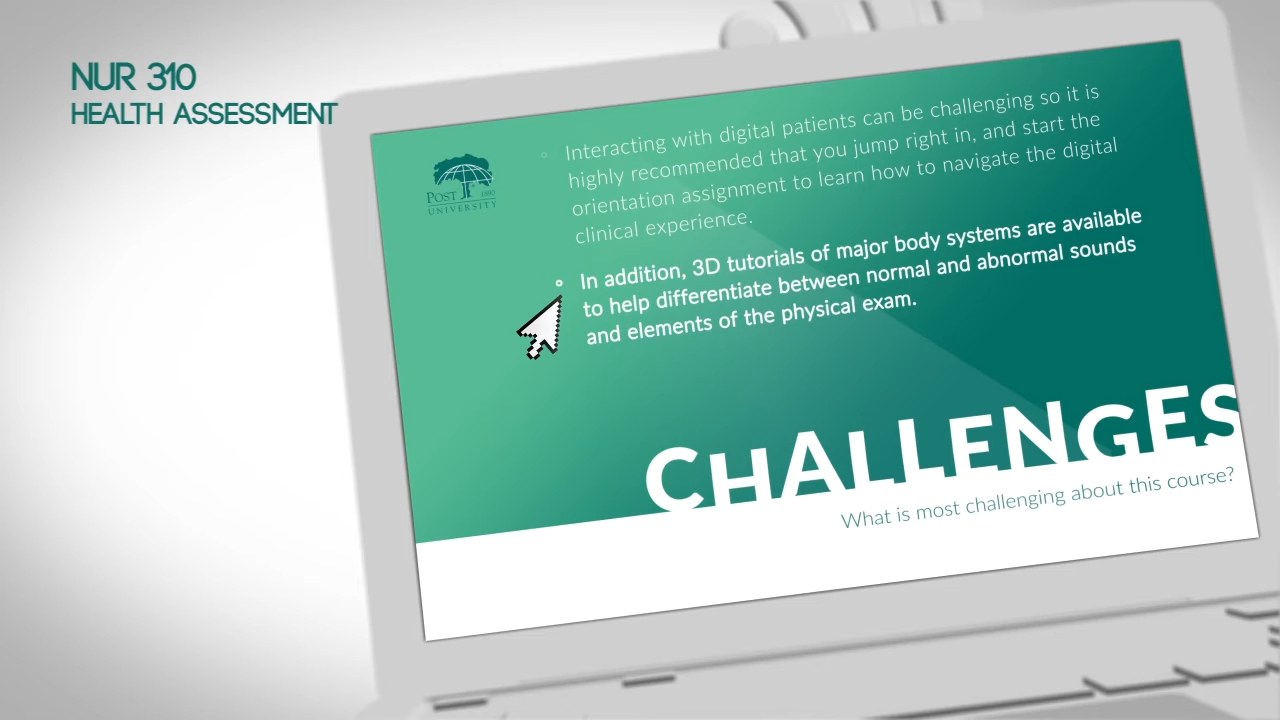 NUR 310
HEALTH ASSESSMENT
POST 1890
UNIVERSITY
Interacting with digital patients can be challenging so it is
highly recommended that you jump right in, and start the
orientation assignment to learn how to navigate the digital
clinical experience.
In addition, 3D tutorials of major body systems are available
to help differentiate between normal and abnormal sounds
and elements of the physical exam.
CHALLENGES
What is most challenging about this course?